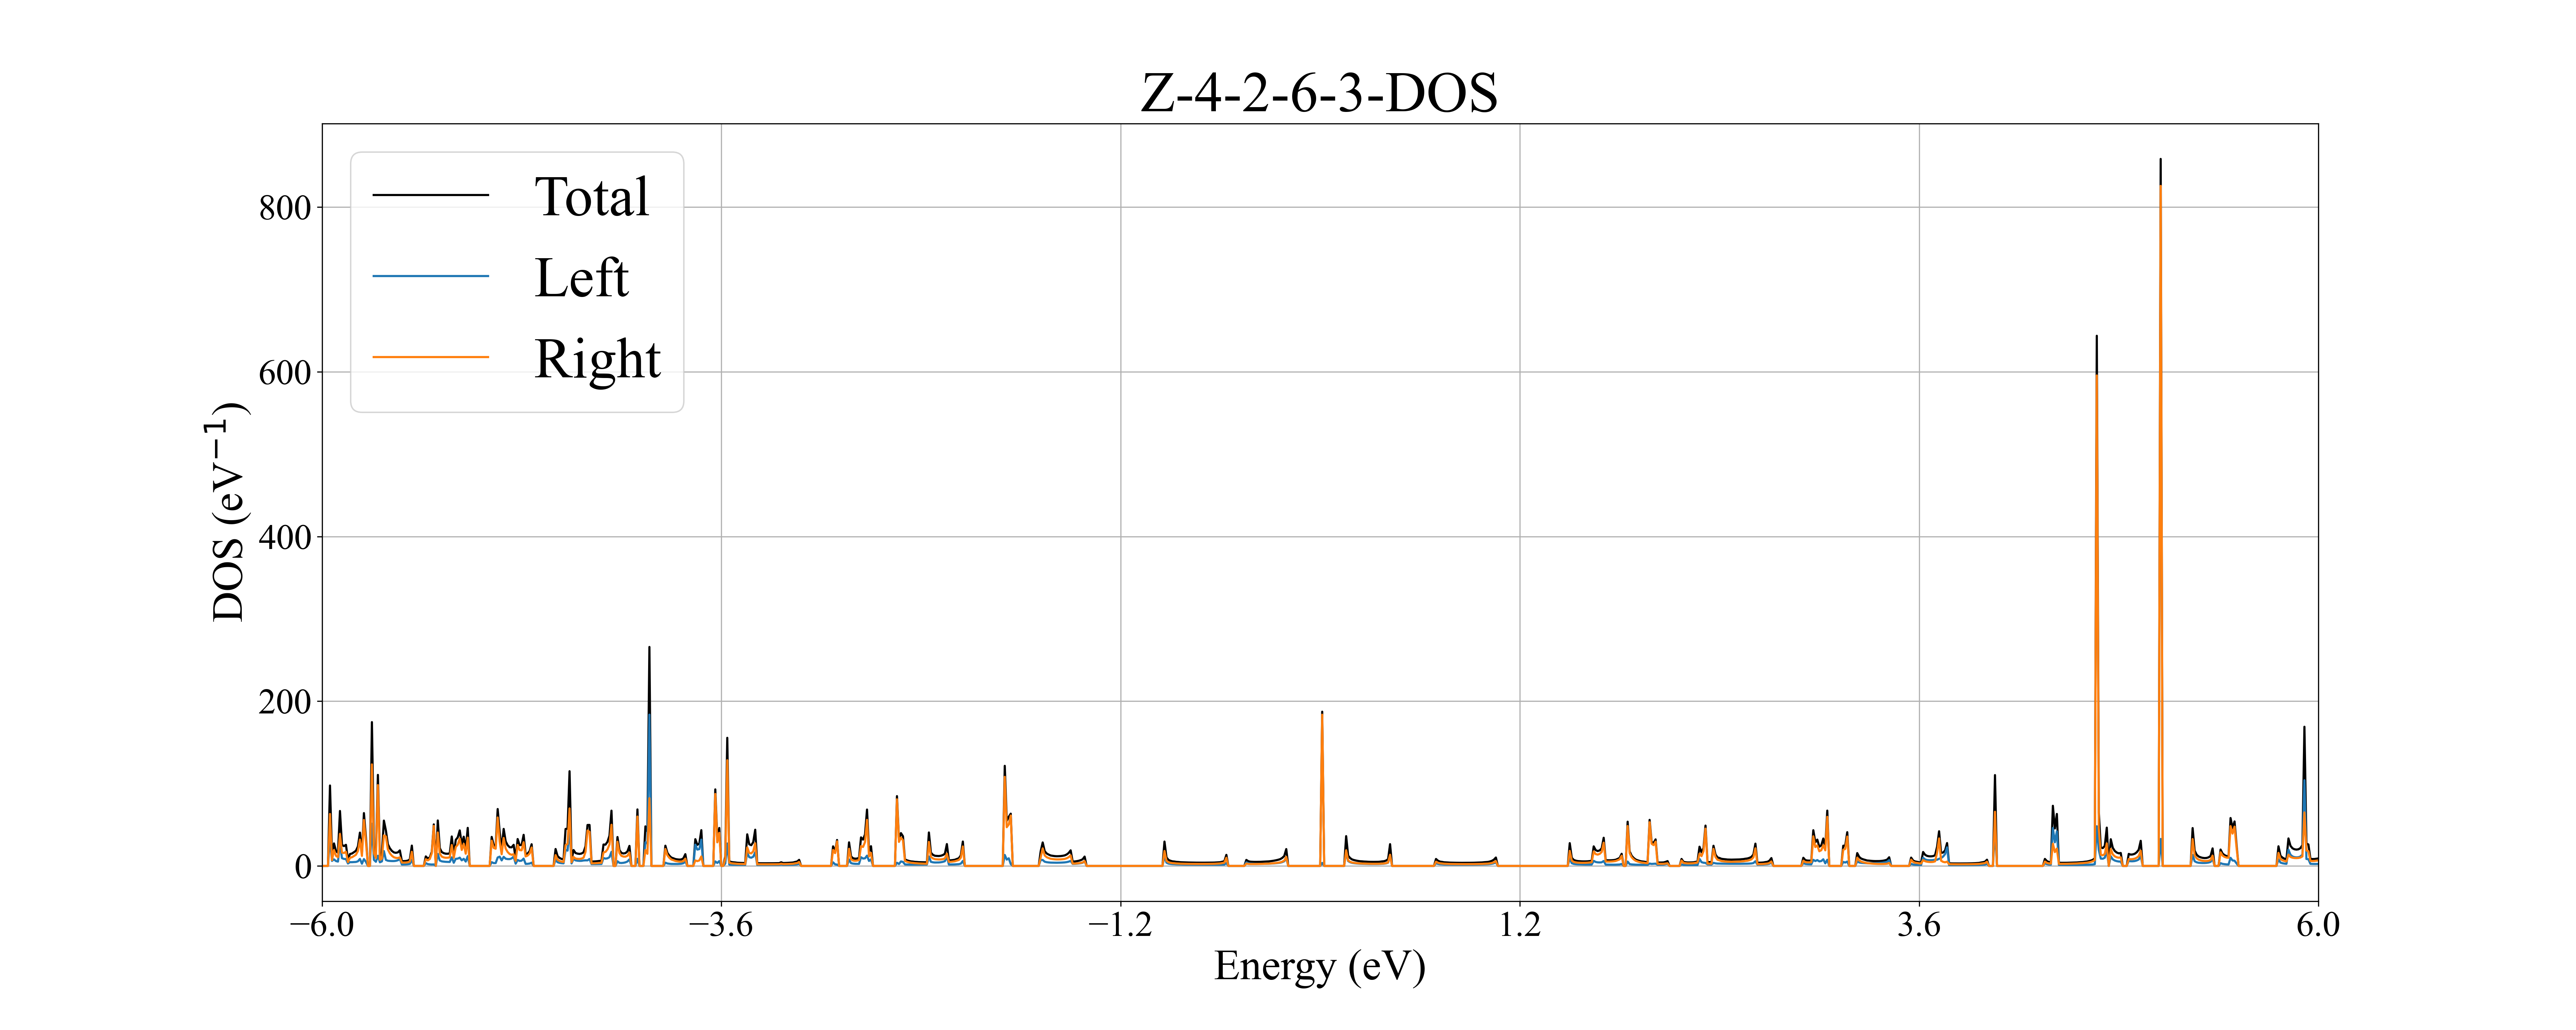 Z-4-2-6-3-DOS
Total
Left
Right
800
600
400
200
0
DOS (eV⁻¹)
−6.0
−3.6
−1.2
1.2
3.6
6.0
Energy (eV)